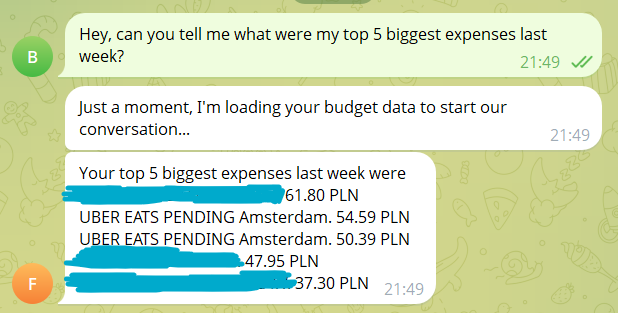 Hey, can you tell me what were my top 5 biggest expenses last
week?
21:49
B
Just a moment, I'm loading your budget data to start our
conversation...
21:49
Your top 5 biggest expenses last week were
61.80 PLN
UBER EATS PENDING Amsterdam. 54.59 PLN
UBER EATS PENDING Amsterdam. 50.39 PLN
47.95 PLN
37.30 PLN
21:49
F